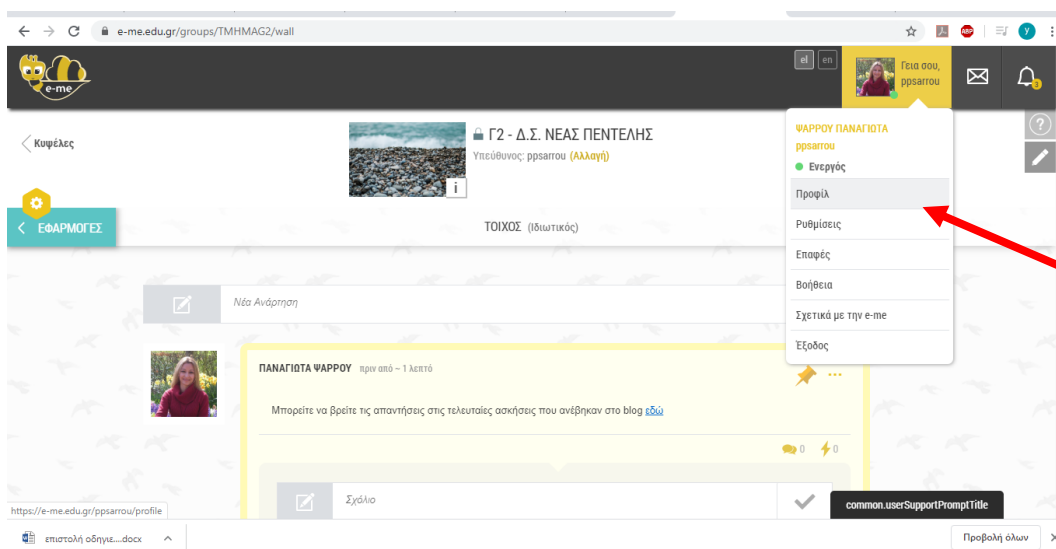 e-me.edu.gr/groups/TMHMAG2/wall
ABP
y
e-me
el en
Γεια σου,
ppsarrou
3
Κυψέλες
Γ2 - Δ.Σ. ΝΕΑΣ ΠΕΝΤΕΛΗΣ
Υπεύθυνος: ppsarrou (Αλλαγή)
i
ΨΑΡΡΟΥ ΠΑΝΑΓΙΩΤΑ
ppsarrou
Ενεργός
Προφίλ
Ρυθμίσεις
Επαφές
Βοήθεια
Σχετικά με την e-me
Έξοδος
?
ΕΦΑΡΜΟΓΕΣ
ΤΟΙΧΟΣ (Ιδιωτικός)
Νέα Ανάρτηση
ΠΑΝΑΓΙΩΤΑ ΨΑΡΡΟΥ πριν από ~ 1 λεπτό
Μπορείτε να βρείτε τις απαντήσεις στις τελευταίες ασκήσεις που ανέβηκαν στο blog εδώ
0 0
Σχόλιο
common.userSupportPromptTitle
https://e-me.edu.gr/ppsarrou/profile
επιστολή οδηγιε....docx
Προβολή όλων